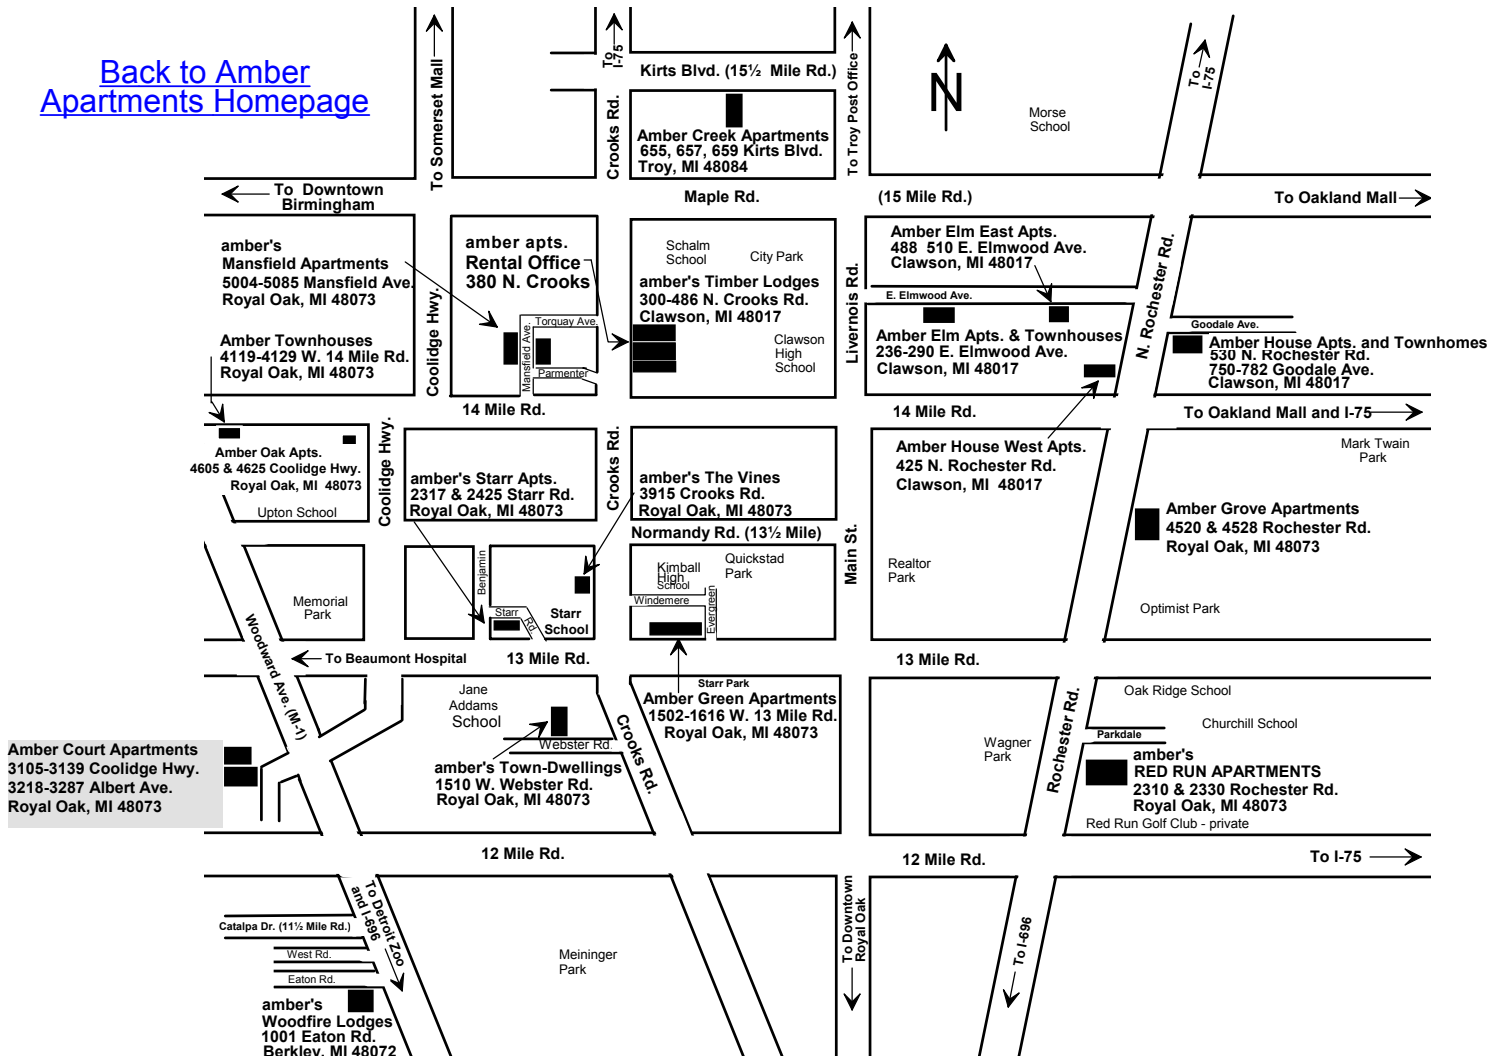 Back to Amber
Apartments Homepage
To Somerset Mall
To
I-75
Kirts Blvd. (15½ Mile Rd.)
Crooks Rd.
Amber Creek Apartments
655, 657, 659 Kirts Blvd.
Troy, MI 48084
To Troy Post Office
N
Morse
School
To
I-75
To Downtown
Birmingham
Maple Rd.
(15 Mile Rd.)
To Oakland Mall
amber's
Mansfield Apartments
5004-5085 Mansfield Ave.
Royal Oak, MI 48073
Amber Townhouses
4119-4129 W. 14 Mile Rd.
Royal Oak, MI 48073
Coolidge Hwy.
amber apts.
Rental Office
380 N. Crooks
Torquay Ave.
Mansfield Ave.
Parmenter
Schalm
School
City Park
amber's Timber Lodges
300-486 N. Crooks Rd.
Clawson, MI 48017
Clawson
High
School
Livernois Rd.
Amber Elm East Apts.
488 510 E. Elmwood Ave.
Clawson, MI 48017
E. Elmwood Ave.
Amber Elm Apts. & Townhouses
236-290 E. Elmwood Ave.
Clawson, MI 48017
N. Rochester Rd.
Goodale Ave.
Amber House Apts. and Townhomes
530 N. Rochester Rd.
750-782 Goodale Ave.
Clawson, MI 48017
14 Mile Rd.
14 Mile Rd.
To Oakland Mall and I-75
Amber Oak Apts.
4605 & 4625 Coolidge Hwy.
Royal Oak, MI 48073
Upton School
Coolidge Hwy.
amber's Starr Apts.
2317 & 2425 Starr Rd.
Royal Oak, MI 48073
Crooks Rd.
amber's The Vines
3915 Crooks Rd.
Royal Oak, MI 48073
Amber House West Apts.
425 N. Rochester Rd.
Clawson, MI 48017
Mark Twain
Park
Amber Grove Apartments
4520 & 4528 Rochester Rd.
Royal Oak, MI 48073
Normandy Rd. (13½ Mile)
Main St.
Memorial
Park
Benjamin
Starr
Rd.
Starr
School
Kimball
High
School
Quickstad
Park
Windemere
Evergreen
Realtor
Park
Optimist Park
Woodward Ave. (M-1)
To Beaumont Hospital
13 Mile Rd.
13 Mile Rd.
Jane
Addams
School
Webster Rd.
amber's Town-Dwellings
1510 W. Webster Rd.
Royal Oak, MI 48073
Crooks Rd.
Starr Park
Amber Green Apartments
1502-1616 W. 13 Mile Rd.
Royal Oak, MI 48073
Wagner
Park
Rochester Rd.
Oak Ridge School
Churchill School
Parkdale
amber's
RED RUN APARTMENTS
2310 & 2330 Rochester Rd.
Royal Oak, MI 48073
Red Run Golf Club - private
Amber Court Apartments
3105-3139 Coolidge Hwy.
3218-3287 Albert Ave.
Royal Oak, MI 48073
12 Mile Rd.
12 Mile Rd.
To I-75
To Detroit Zoo
and I-696
Catalpa Dr. (11½ Mile Rd.)
West Rd.
Eaton Rd.
amber's
Woodfire Lodges
1001 Eaton Rd.
Berkley, MI 48072
Meininger
Park
To Downtown
Royal Oak
To I-696